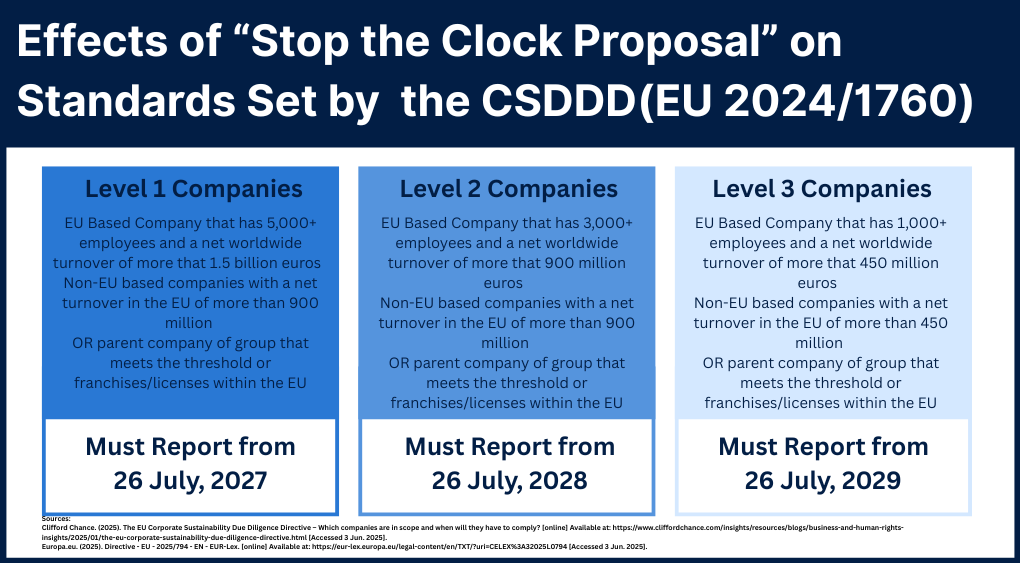 Effects of “Stop the Clock Proposal” on
Standards Set by  the CSDDD(EU 2024/1760)
Level 1 Companies
EU Based Company that has 5,000+
employees and a net worldwide
turnover of more that 1.5 billion euros
Non-EU based companies with a net
turnover in the EU of more than 900
million
OR parent company of group that
meets the threshold or
franchises/licenses within the EU
Must Report from
26 July, 2027
Level 2 Companies
EU Based Company that has 3,000+
employees and a net worldwide
turnover of more that 900 million
euros
Non-EU based companies with a net
turnover in the EU of more than 900
million
OR parent company of group that
meets the threshold or
franchises/licenses within the EU
Must Report from
26 July, 2028
Level 3 Companies
EU Based Company that has 1,000+
employees and a net worldwide
turnover of more that 450 million
euros
Non-EU based companies with a net
turnover in the EU of more than 450
million
OR parent company of group that
meets the threshold or
franchises/licenses within the EU
Must Report from
26 July, 2029
Sources:
Clifford Chance. (2025). The EU Corporate Sustainability Due Diligence Directive – Which companies are in scope and when will they have to comply? [online] Available at: https://www.cliffordchance.com/insights/resources/blogs/business-and-human-rights-
insights/2025/01/the-eu-corporate-sustainability-due-diligence-directive.html [Accessed 3 Jun. 2025].
Europa.eu. (2025). Directive - EU - 2025/794 - EN - EUR-Lex. [online] Available at: https://eur-lex.europa.eu/legal-content/en/TXT/?uri=CELEX%3A32025L0794 [Accessed 3 Jun. 2025].